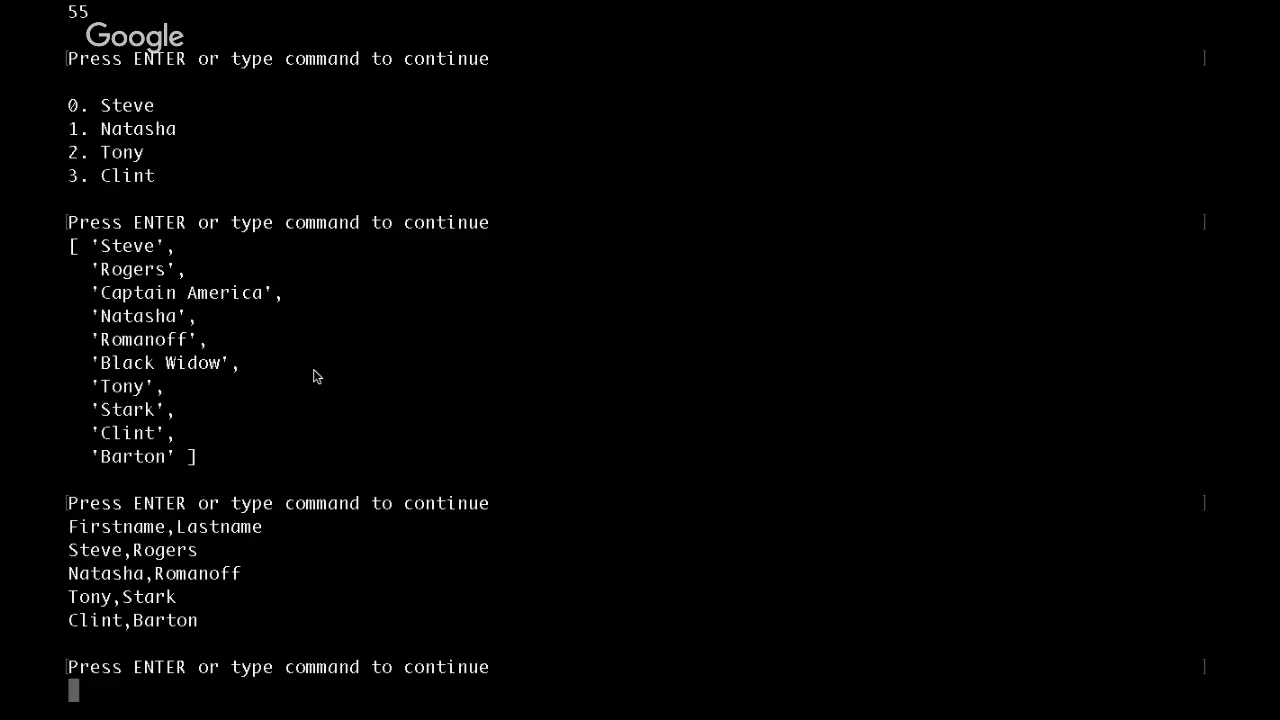 55
Google
Press ENTER or type command to continue
0. Steve
1. Natasha
2. Tony
3. Clint
Press ENTER or type command to continue
[ 'Steve',
'Rogers',
'Captain America',
'Natasha',
'Romanoff',
'Black Widow',
'Tony',
'Stark',
'Clint',
'Barton' ]
Press ENTER or type command to continue
Firstname,Lastname
Steve,Rogers
Natasha,Romanoff
Tony,Stark
Clint,Barton
Press ENTER or type command to continue